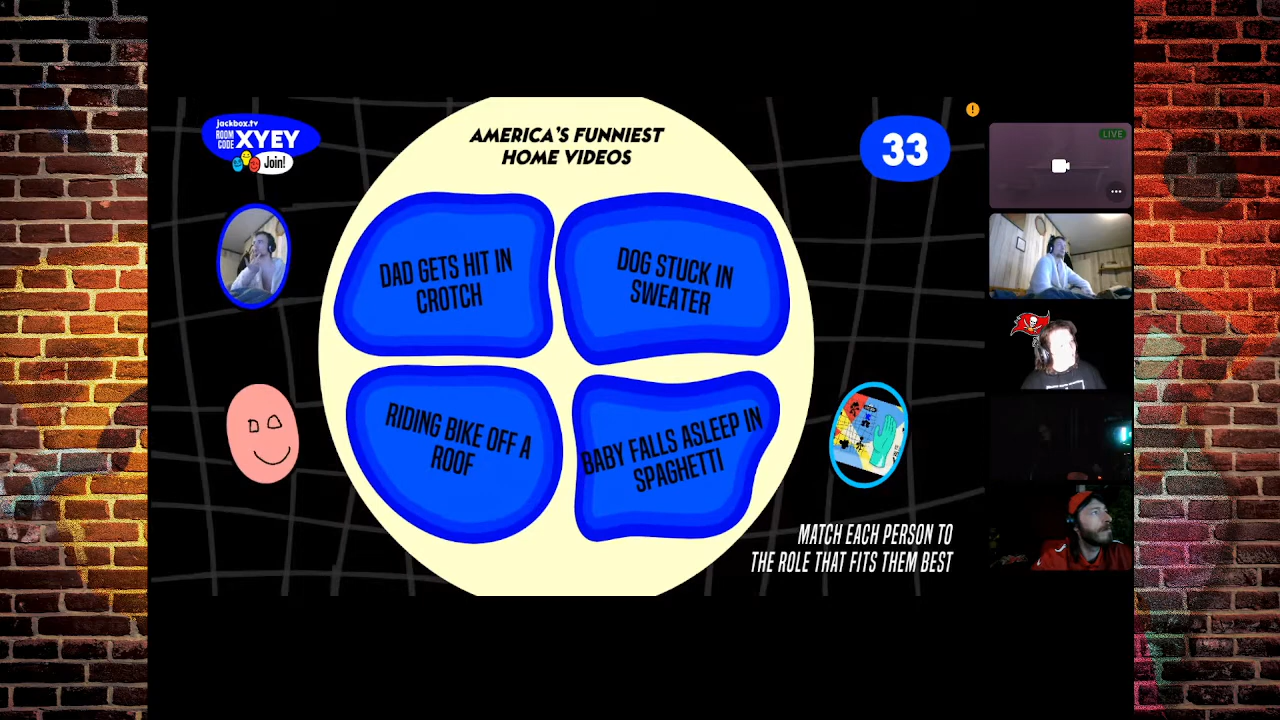 jackbox.tv
ROOM
CODE
XYEY
Join!
AMERICA'S FUNNIEST
HOME VIDEOS
33
LIVE
DAD GETS HIT IN
CROTCH
DOG STUCK IN
SWEATER
RIDING BIKE OFF A
ROOF
BABY FALLS ASLEEP IN
SPAGHETTI
MATCH EACH PERSON TO
THE ROLE THAT FITS THEM BEST